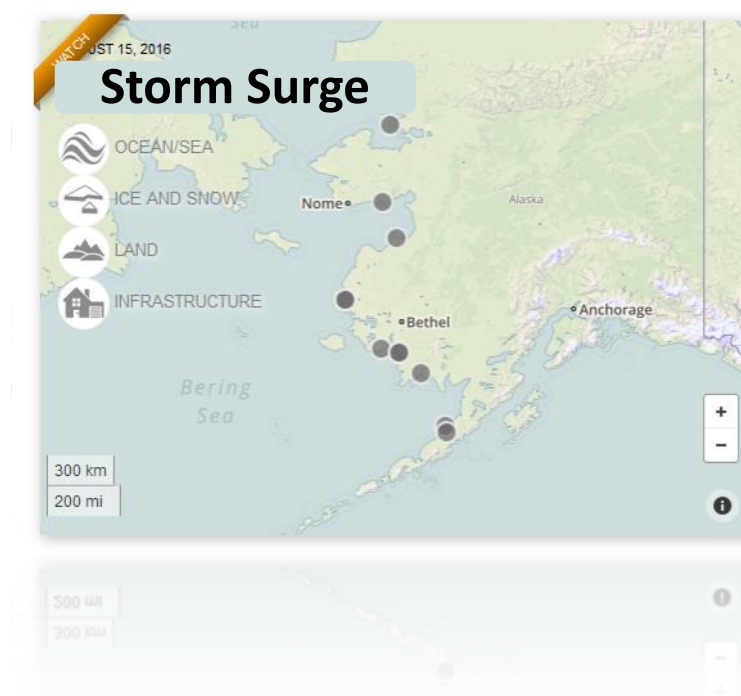 WATCH
UST 15, 2016
Storm Surge
OCEAN/SEA
ICE AND SNOW
LAND
INFRASTRUCTURE
Nome
Alaska
Bethel
Anchorage
Bering
Sea
+
−
300 km
200 mi
i